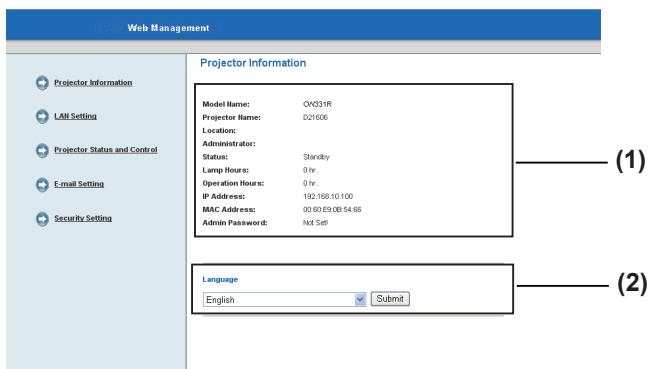 Web Management
Projector Information
LAN Setting
Projector Status and Control
E-mail Setting
Security Setting
Projector Information
Model Name: CW331R
Projector Name: D21606
Location:
Administrator:
Status: Standby
Lamp Hours: 0 hr.
Operation Hours: 0 hr.
IP Address: 192.168.10.100
MAC Address: 00:60:E9:0B:54:66
Admin Password: Not Set!
(1)
Language
English Submit
(2)